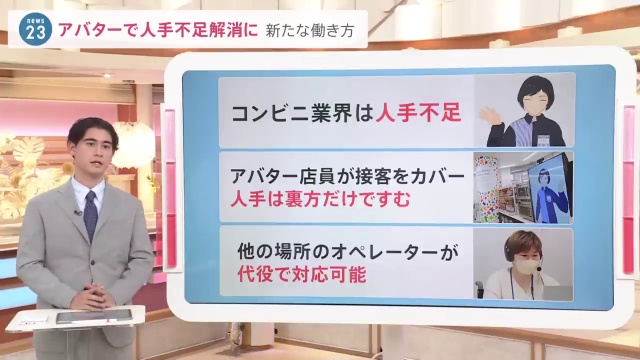 news
23
アバターで人手不足解消に 新たな働き方
コンビニ業界は人手不足
アバター店員が接客をカバー
人手は裏方だけですむ
他の場所のオペレーターが
代役で対応可能